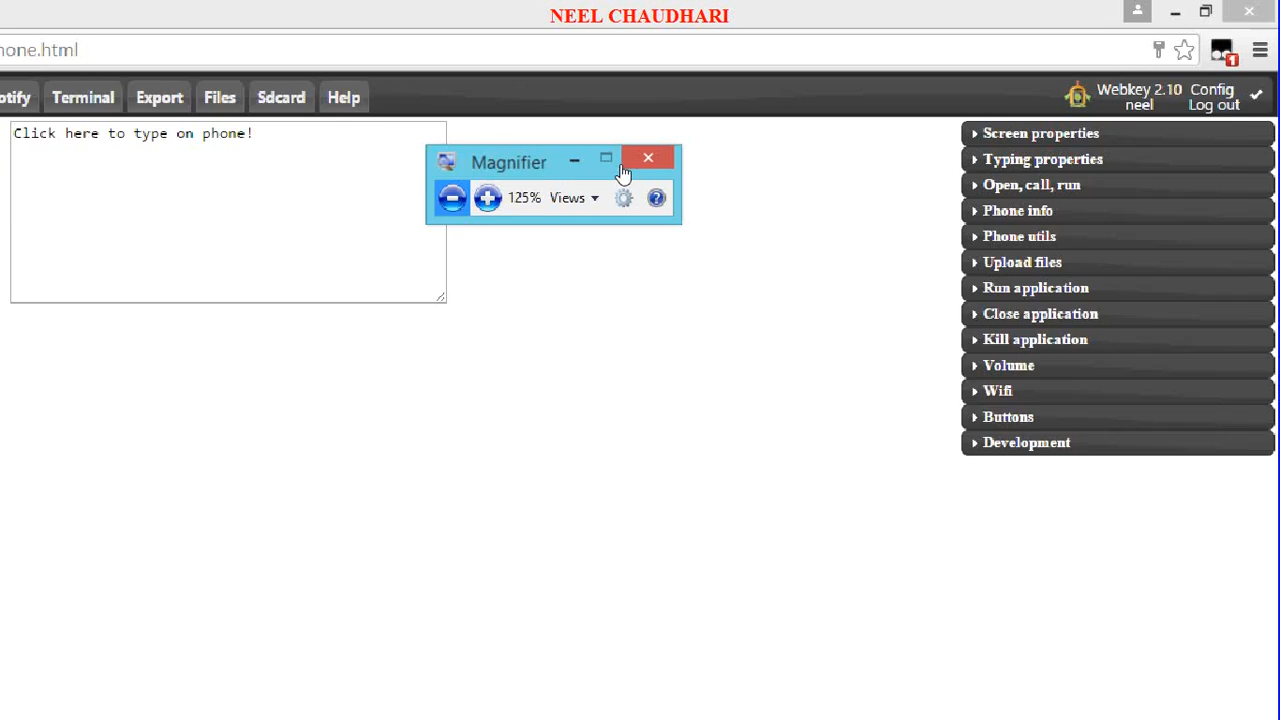 NEEL CHAUDHARI
hone.html
1
otify Terminal Export Files Sdcard Help
Webkey 2.10 Config
neel Log out
Click here to type on phone!
Magnifier
125% Views
?
Screen properties
Typing properties
Open, call, run
Phone info
Phone utils
Upload files
Run application
Close application
Kill application
Volume
Wifi
Buttons
Development